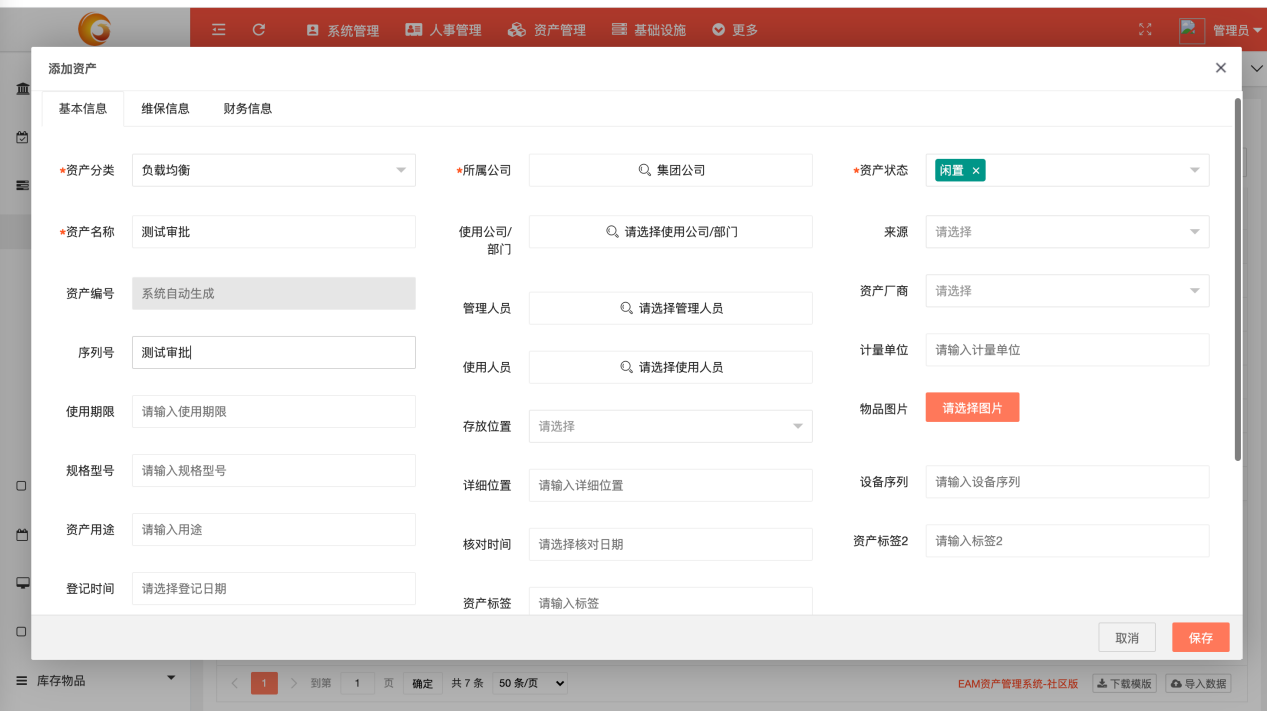 系统管理
人事管理
资产管理
基础设施
更多
管理员
添加资产
基本信息
维保信息
财务信息
*资产分类
负载均衡
*所属公司
集团公司
*资产状态
闲置 ×
*资产名称
测试审批
使用公司/
部门
请选择使用公司/部门
来源
请选择
资产编号
系统自动生成
管理人员
请选择管理人员
资产厂商
请选择
序列号
测试审批
使用人员
请选择使用人员
计量单位
请输入计量单位
使用期限
请输入使用期限
存放位置
请选择
物品图片
请选择图片
规格型号
请输入规格型号
详细位置
请输入详细位置
设备序列
请输入设备序列
资产用途
请输入用途
核对时间
请选择核对日期
资产标签2
请输入标签2
登记时间
请选择登记日期
资产标签
请输入标签
取消
保存
库存物品
1
到第
1
页
确定
共 7 条
50 条/页
EAM资产管理系统-社区版
下载模版
导入数据